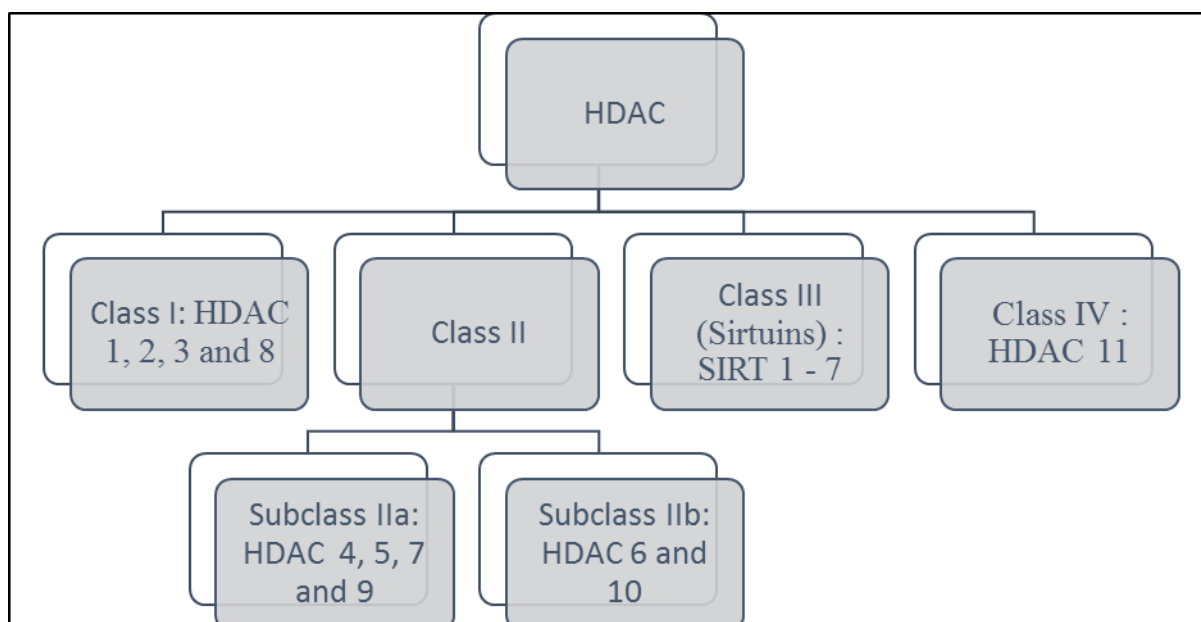 HDAC
Class I: HDAC
1, 2, 3 and 8
Class II
Class III
(Sirtuins) :
SIRT 1 - 7
Class IV :
HDAC 11
Subclass IIa:
HDAC 4, 5, 7
and 9
Subclass IIb:
HDAC 6 and
10